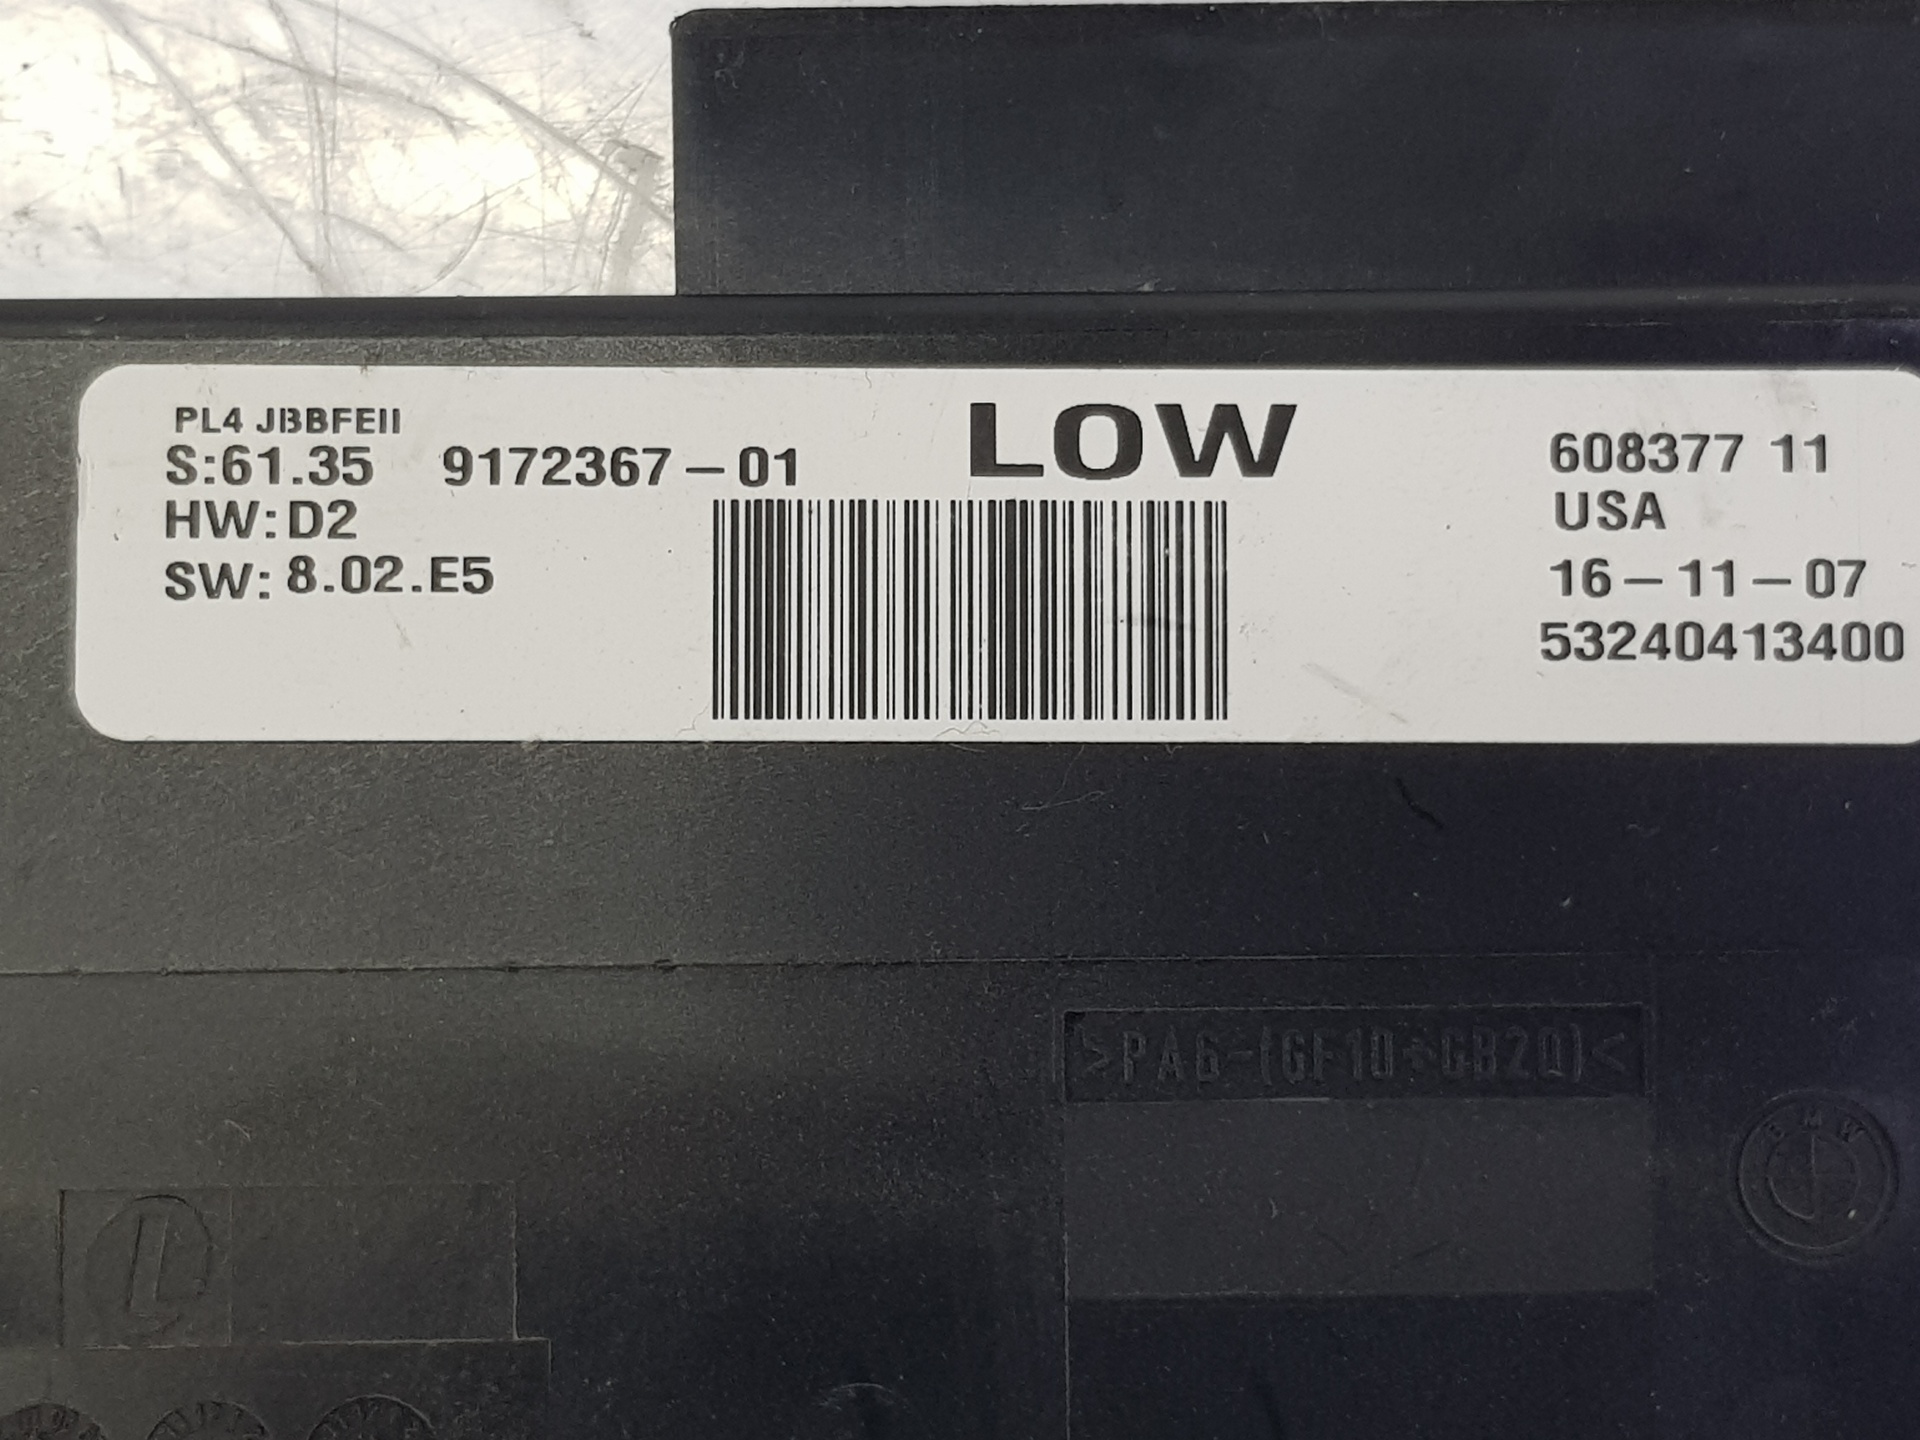 PL4 JBBFEII
S:61.35 9172367-01
HW:D2
SW: 8.02.E5
LOW
608377 11
USA
16-11-07
53240413400
>PA6-(GF10+GB20)<
BMW
L